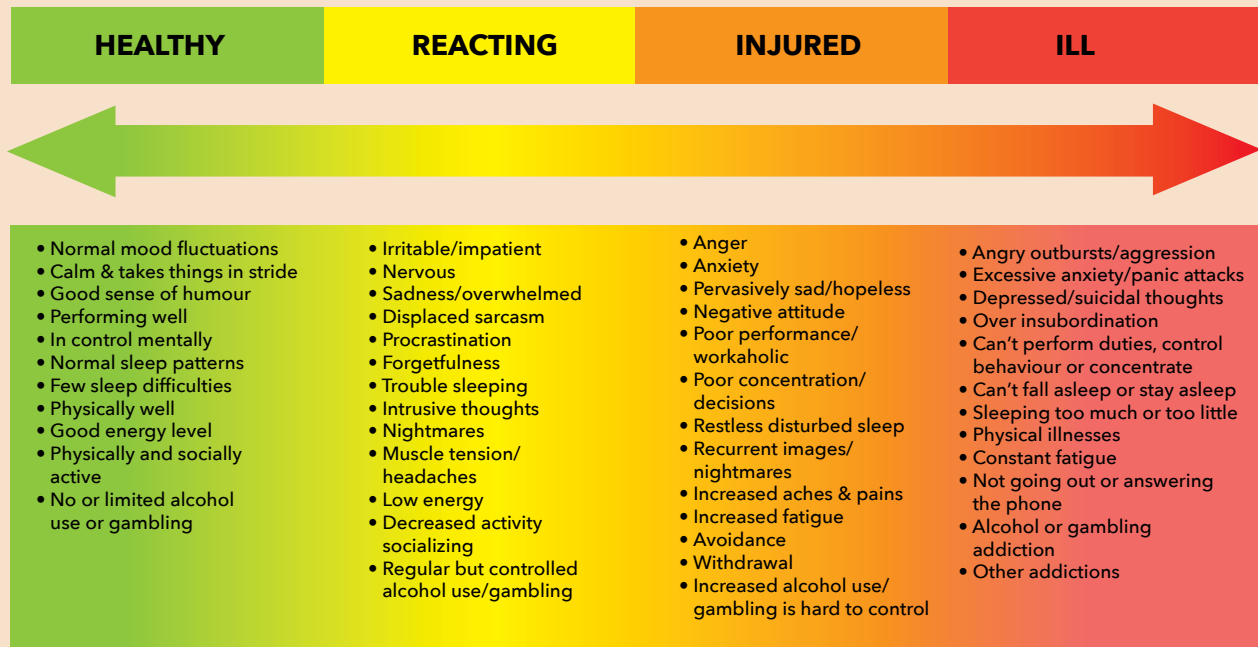 HEALTHY
REACTING
INJURED
ILL
• Normal mood fluctuations
• Calm & takes things in stride
• Good sense of humour
• Performing well
• In control mentally
• Normal sleep patterns
• Few sleep difficulties
• Physically well
• Good energy level
• Physically and socially
active
• No or limited alcohol
use or gambling
• Irritable/impatient
• Nervous
• Sadness/overwhelmed
• Displaced sarcasm
• Procrastination
• Forgetfulness
• Trouble sleeping
• Intrusive thoughts
• Nightmares
• Muscle tension/
headaches
• Low energy
• Decreased activity
socializing
• Regular but controlled
alcohol use/gambling
• Anger
• Anxiety
• Pervasively sad/hopeless
• Negative attitude
• Poor performance/
workaholic
• Poor concentration/
decisions
• Restless disturbed sleep
• Recurrent images/
nightmares
• Increased aches & pains
• Increased fatigue
• Avoidance
• Withdrawal
• Increased alcohol use/
gambling is hard to control
• Angry outbursts/aggression
• Excessive anxiety/panic attacks
• Depressed/suicidal thoughts
• Over insubordination
• Can’t perform duties, control
behaviour or concentrate
• Can’t fall asleep or stay asleep
• Sleeping too much or too little
• Physical illnesses
• Constant fatigue
• Not going out or answering
the phone
• Alcohol or gambling
addiction
• Other addictions